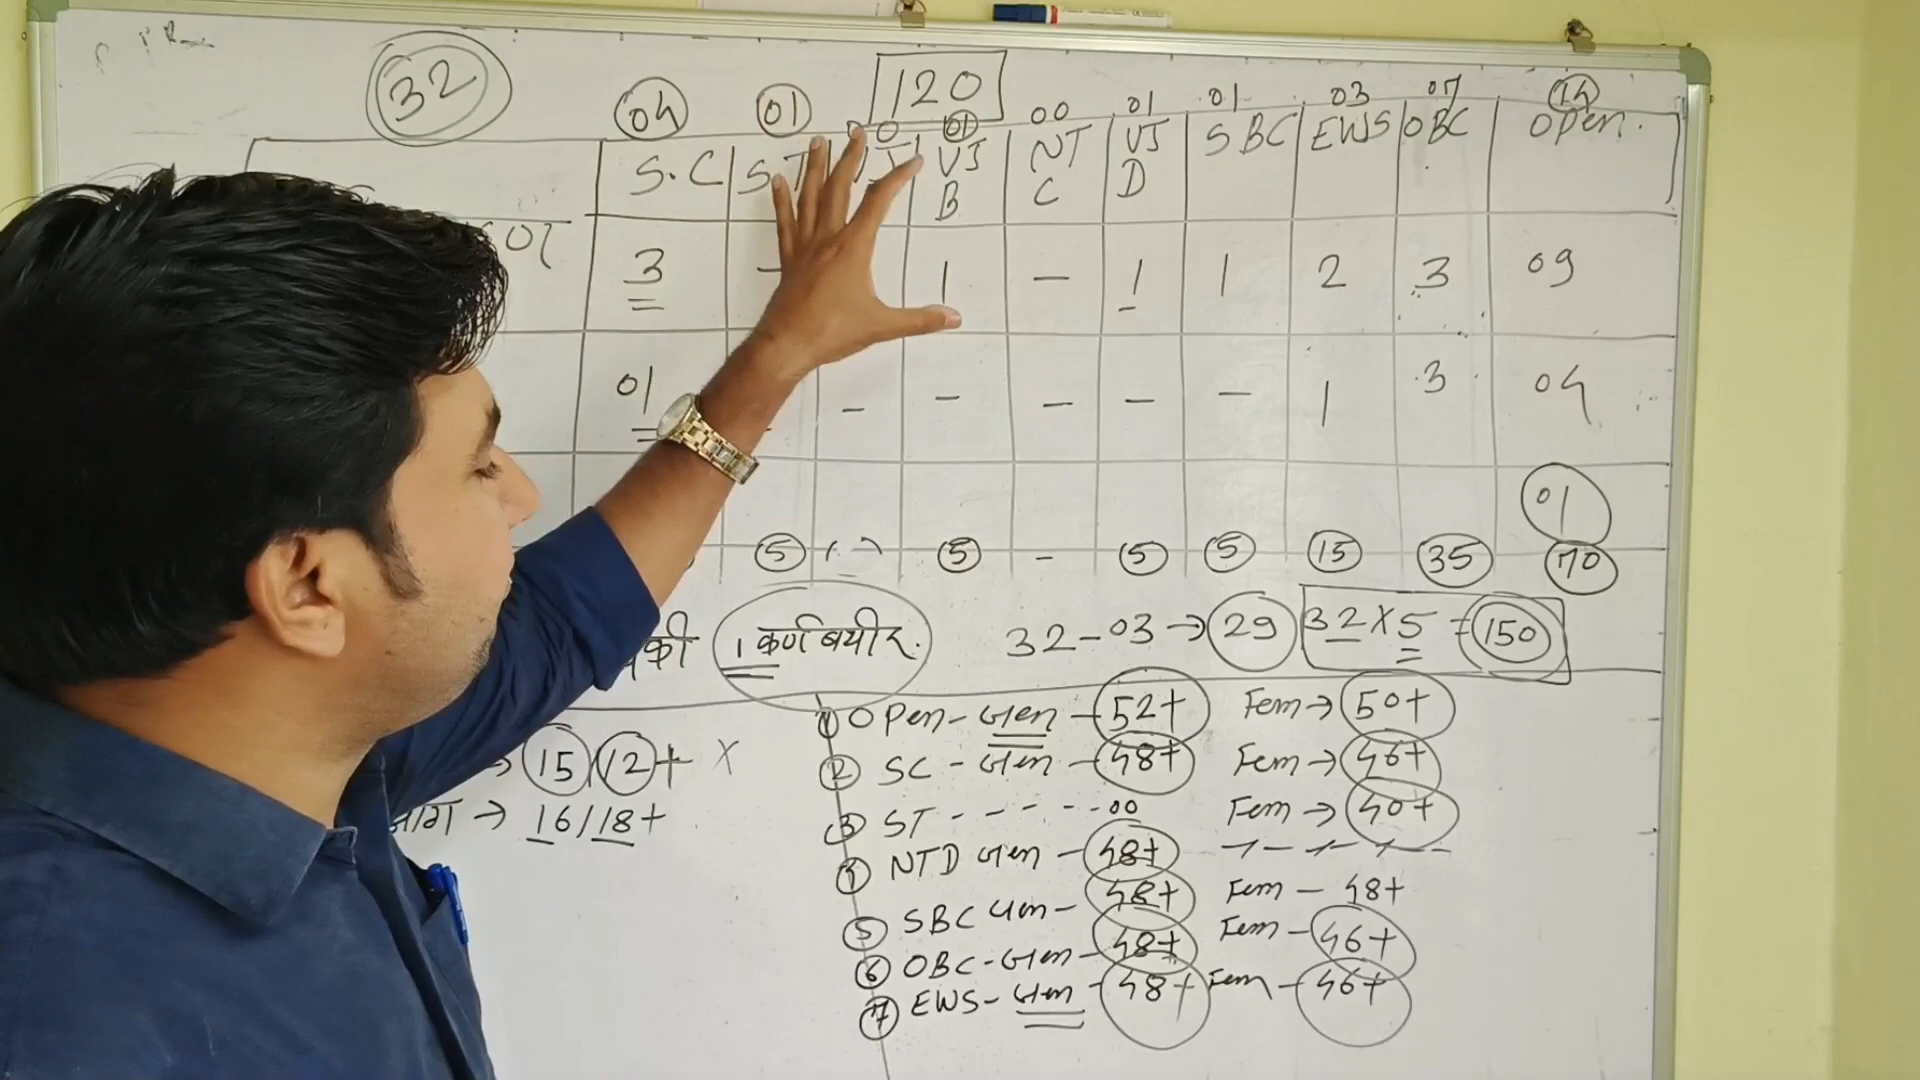 32 04 01 120 00 01 01 03 07 14
0 01
S.C S.T VJ B NT C VJ D SBC EWS OBC open.
3 - 1 - 1 1 2 3 09
01 - - - - - 1 3 04
01
5 (-) 5 - 5 5 15 35 70
1 कर्णबधीर. 32-03→29 32×5=150
→ 15 12+ X
→ 16/18+
① Open - Gen - 52+ Fem→50+
② SC - Gen - 48+ Fem→46+
③ ST - - - - - 00 Fem→40+
NTD Gen - 48+ - - - - -
⑤ SBC Gen - 48+ Fem - 48+
⑥ OBC - Gen - 48+ Fem - 46+
⑦ EWS - Gen - 48+ Fem - 46+